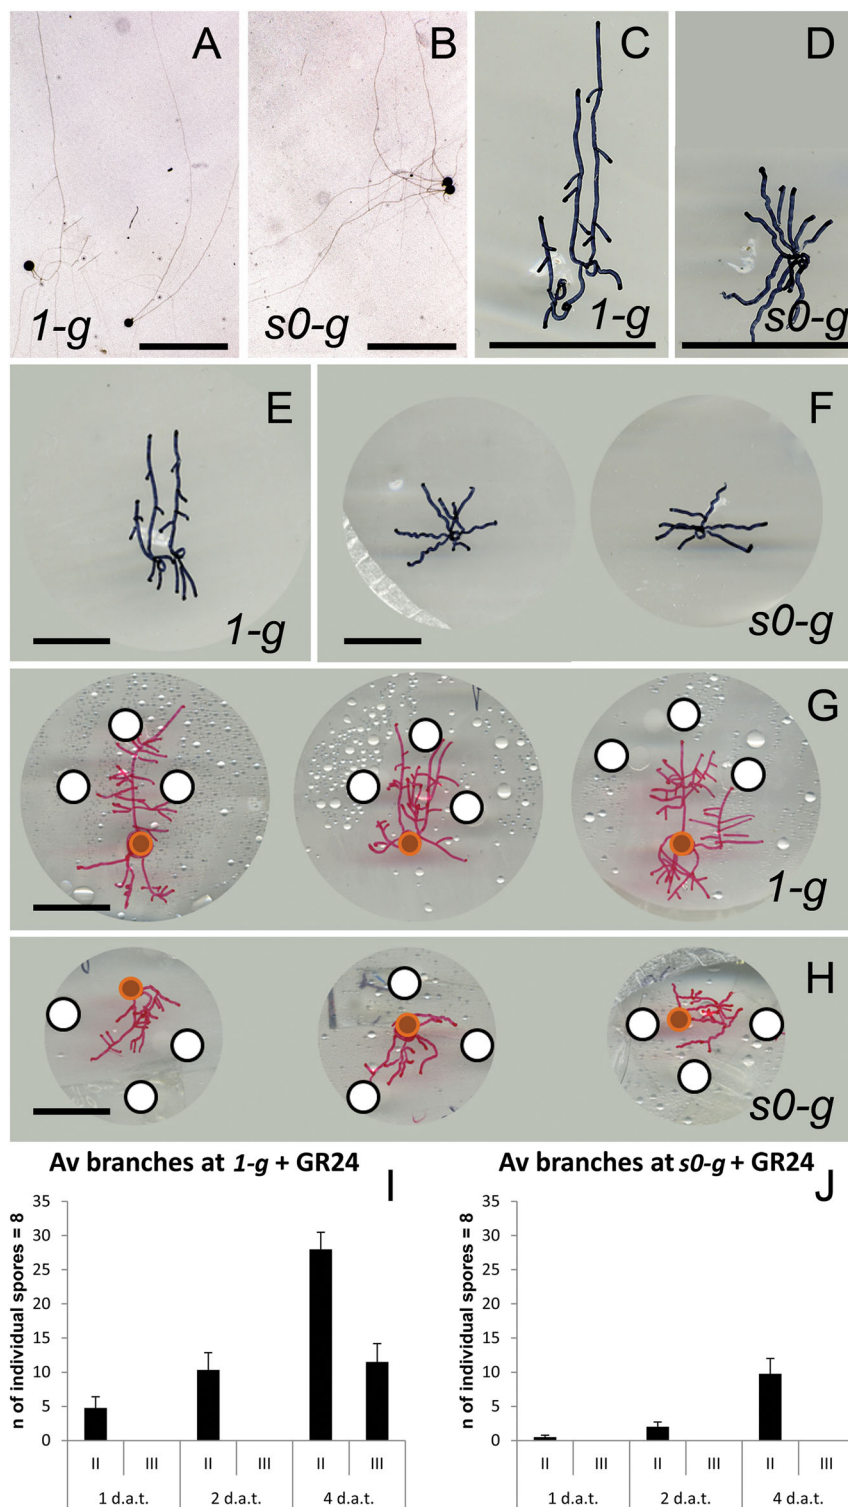 A
1-g
B
s0-g
C
1-g
D
s0-g
E
1-g
F
s0-g
G
1-g
H
s0-g
Av branches at 1-g + GR24
I
n of individual spores = 8
35
30
25
20
15
10
5
0
II III II III II III
1 d.a.t. 2 d.a.t. 4 d.a.t.
Av branches at s0-g + GR24
J
n of individual spores = 8
35
30
25
20
15
10
5
0
II III II III II III
1 d.a.t. 2 d.a.t. 4 d.a.t.